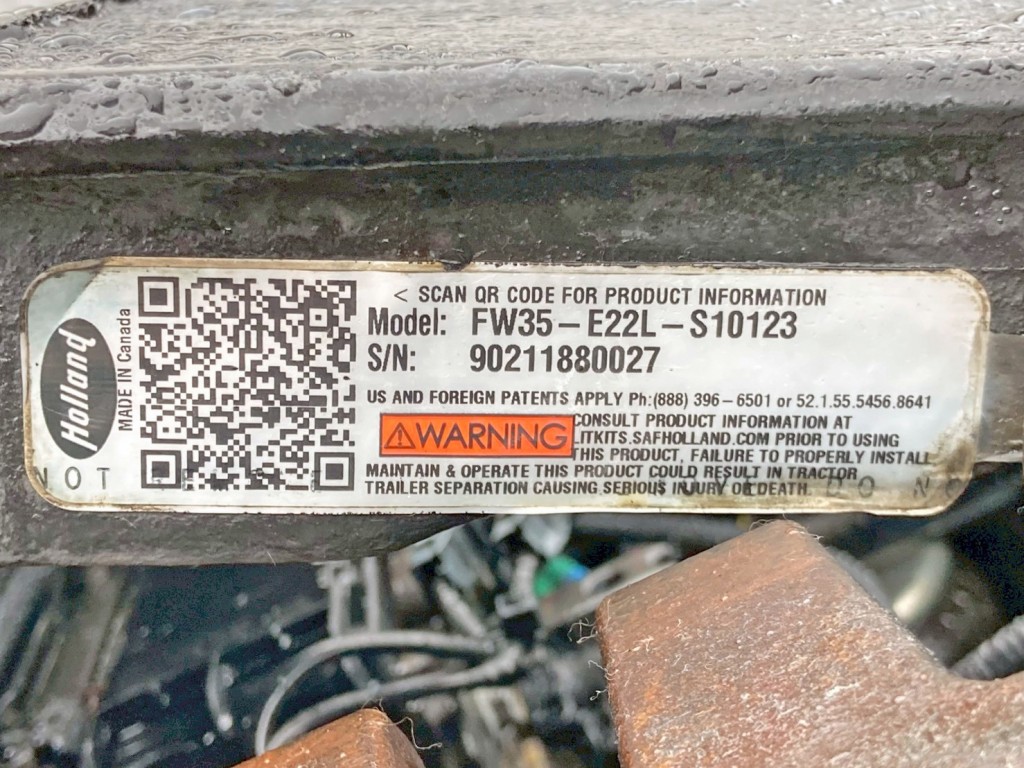 Holland
MADE IN Canada
< SCAN QR CODE FOR PRODUCT INFORMATION
Model: FW35-E22L-S10123
S/N: 90211880027
US AND FOREIGN PATENTS APPLY Ph:(888) 396-6501 or 52.1.55.5456.8641
WARNING
CONSULT PRODUCT INFORMATION AT
LITKITS.SAFHOLLAND.COM PRIOR TO USING
THIS PRODUCT, FAILURE TO PROPERLY INSTALL
MAINTAIN & OPERATE THIS PRODUCT COULD RESULT IN TRACTOR
TRAILER SEPARATION CAUSING SERIOUS INJURY OR DEATH
NOT DO NO